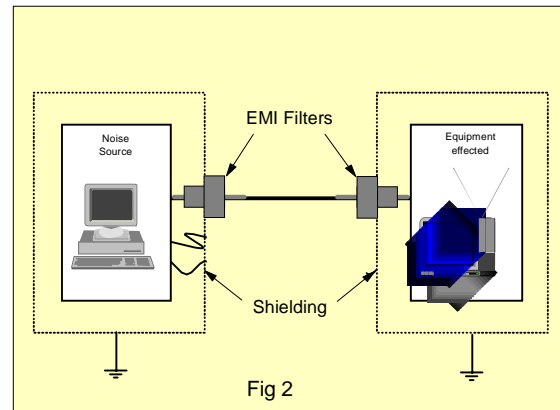 EMI Filters
Noise
Source
Equipment
effected
Shielding
Fig 2